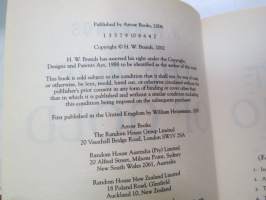 Published by Arrow Books, 2006
1 3 5 7 9 10 8 6 4 2
Copyright © H. W. Brands, 2002
H. W. Brands has asserted his right under the Copyright,
Designs and Patents Act, 1988 to be identified as the author of the work
This book is sold subject to the condition that it shall not, by way of
trade or otherwise, be lent, resold, hired out, or otherwise circulated without the
publisher's prior consent in any form of binding or cover other than
that in which it is published and without a similar condition including this
condition being imposed on the subsequent purchaser
First published in the United Kingdom by William Heinemann,
Arrow Books
The Random House Group Limited
20 Vauxhall Bridge Road, London SW1V 2SA
Random House Australia (Pty) Limited
20 Alfred Street, Milsons Point, Sydney
New South Wales 2061, Australia
Random House New Zealand Limited
18 Poland Road, Glenfield
Auckland 10, New Zealand